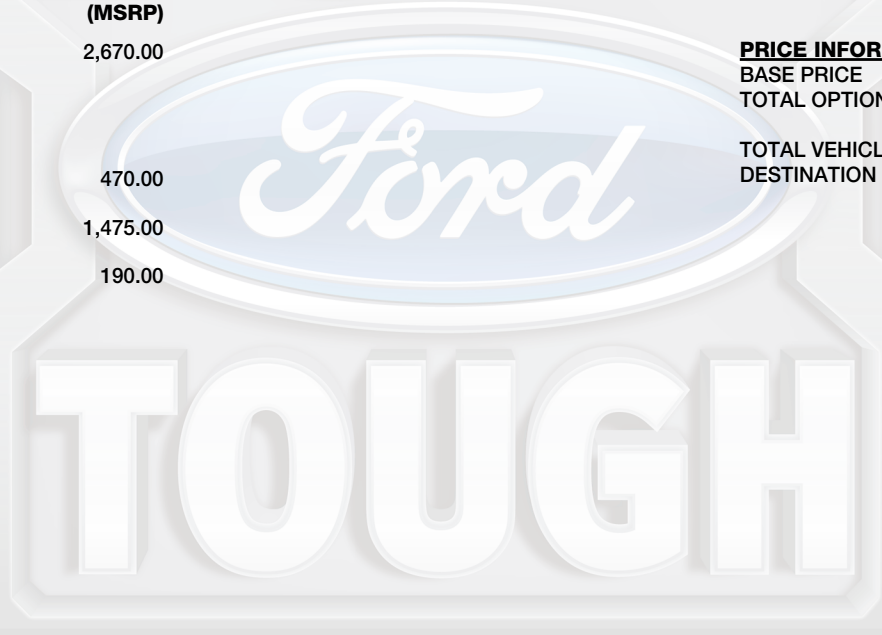 (MSRP)
2,670.00
470.00
1,475.00
190.00
PRICE INFOR
BASE PRICE
TOTAL OPTION
TOTAL VEHICL
DESTINATION
Ford
TOUGH